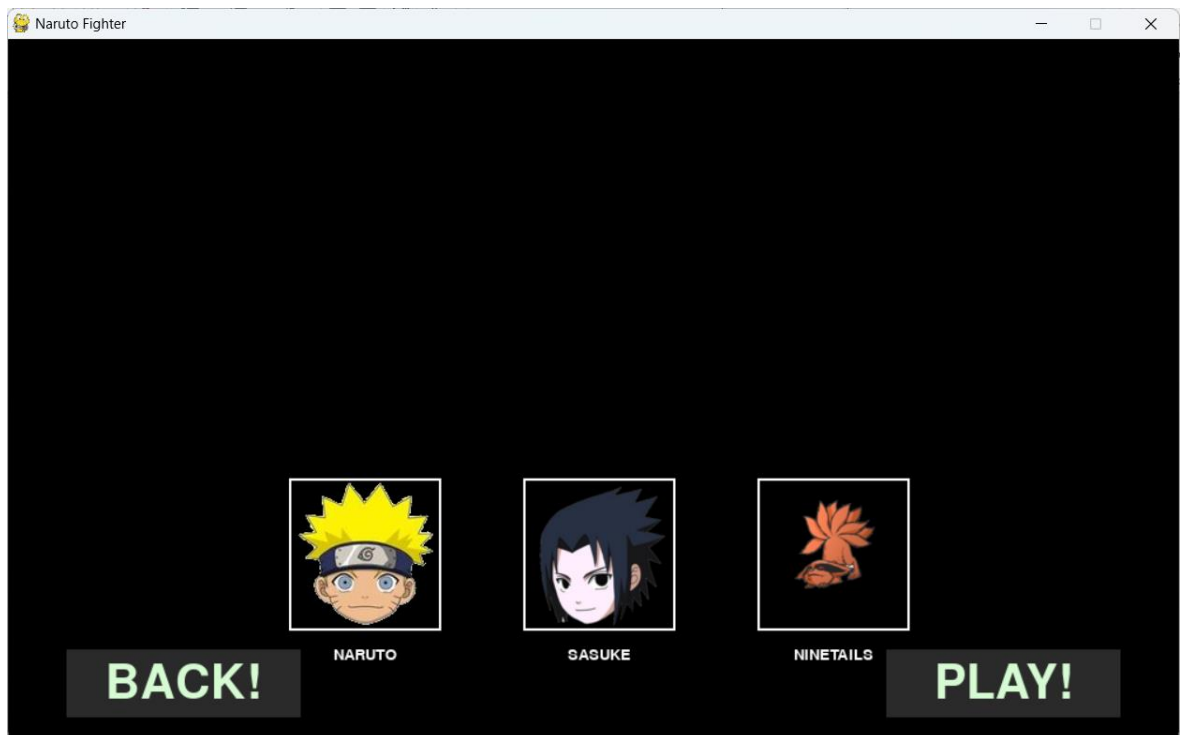 Naruto Fighter
NARUTO
SASUKE
NINETAILS
BACK!
PLAY!